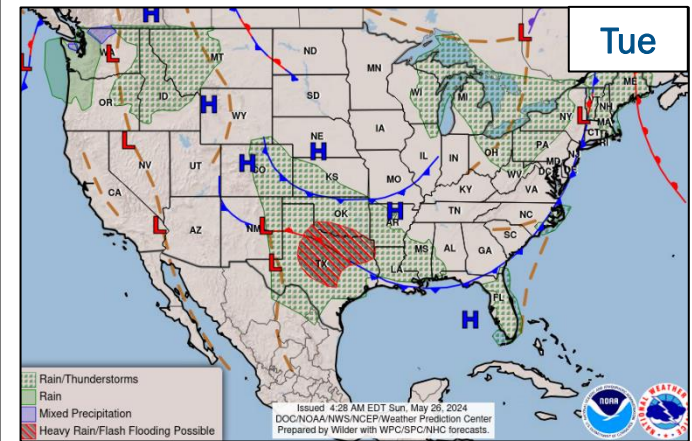 Tue
H
L
L
WA
MT
ND
MN
L
ME
VT
NH
OR
ID
H
WY
SD
WI
MI
NY
L
MA
CT
RI
L
NV
UT
H
CO
NE
H
IA
IL
IN
OH
PA
NJ
MD
DE
DC
WV
VA
CA
KS
MO
KY
L
AZ
NM
L
OK
AR
H
TN
NC
SC
L
TX
LA
MS
AL
GA
FL
H
Rain/Thunderstorms
Rain
Mixed Precipitation
Heavy Rain/Flash Flooding Possible
Issued 4:28 AM EDT Sun, May 26, 2024
DOC/NOAA/NWS/NCEP/Weather Prediction Center
Prepared by Wilder with WPC/SPC/NHC forecasts.
NOAA
NATIONAL WEATHER